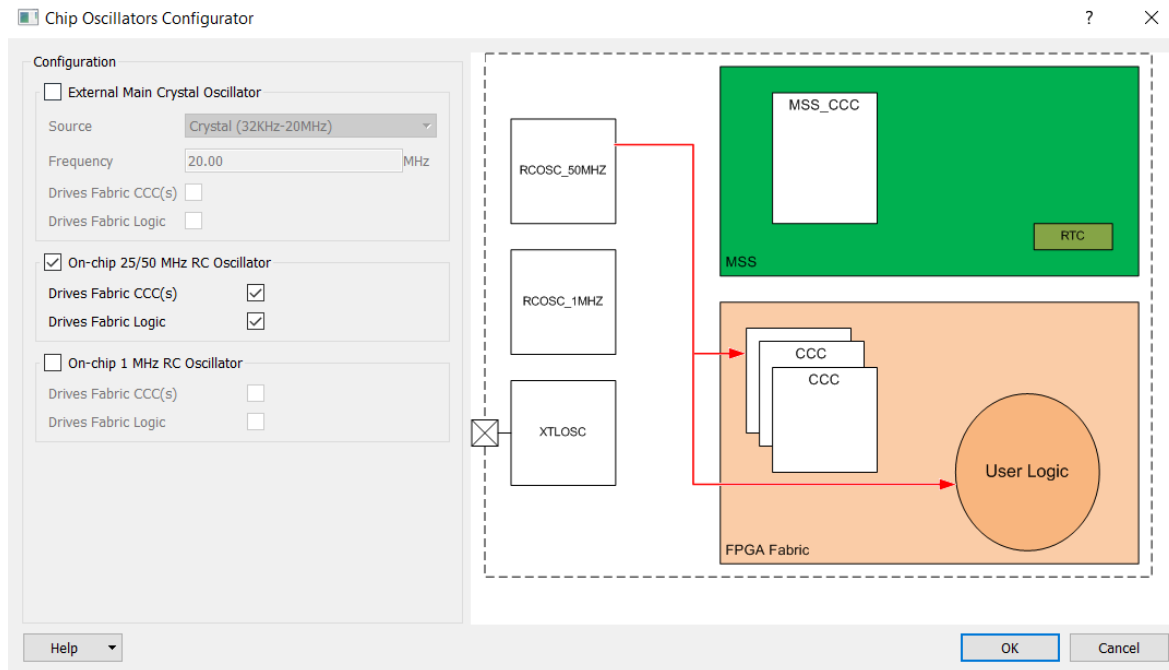 Chip Oscillators Configurator
?
Configuration
External Main Crystal Oscillator
Source Crystal (32KHz-20MHz)
Frequency 20.00 MHz
Drives Fabric CCC(s)
Drives Fabric Logic
On-chip 25/50 MHz RC Oscillator
Drives Fabric CCC(s)
Drives Fabric Logic
On-chip 1 MHz RC Oscillator
Drives Fabric CCC(s)
Drives Fabric Logic
RCOSC_50MHZ
RCOSC_1MHZ
XTLOSC
MSS_CCC
RTC
MSS
CCC
CCC
User Logic
FPGA Fabric
Help
OK
Cancel